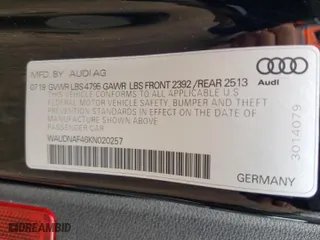 MFD. BY AUDI AG
07/18 GVWR LBS 4795 GAWR LBS FRONT 2392 /REAR 2513
THIS VEHICLE CONFORMS TO ALL APPLICABLE U.S
FEDERAL MOTOR VEHICLE SAFETY, BUMPER AND THEFT
PREVENTION STANDARDS IN EFFECT ON THE DATE OF
MANUFACTURE SHOWN ABOVE
PASSENGER CAR
WAUDNAF46KN020257
Audi
3014079
GERMANY